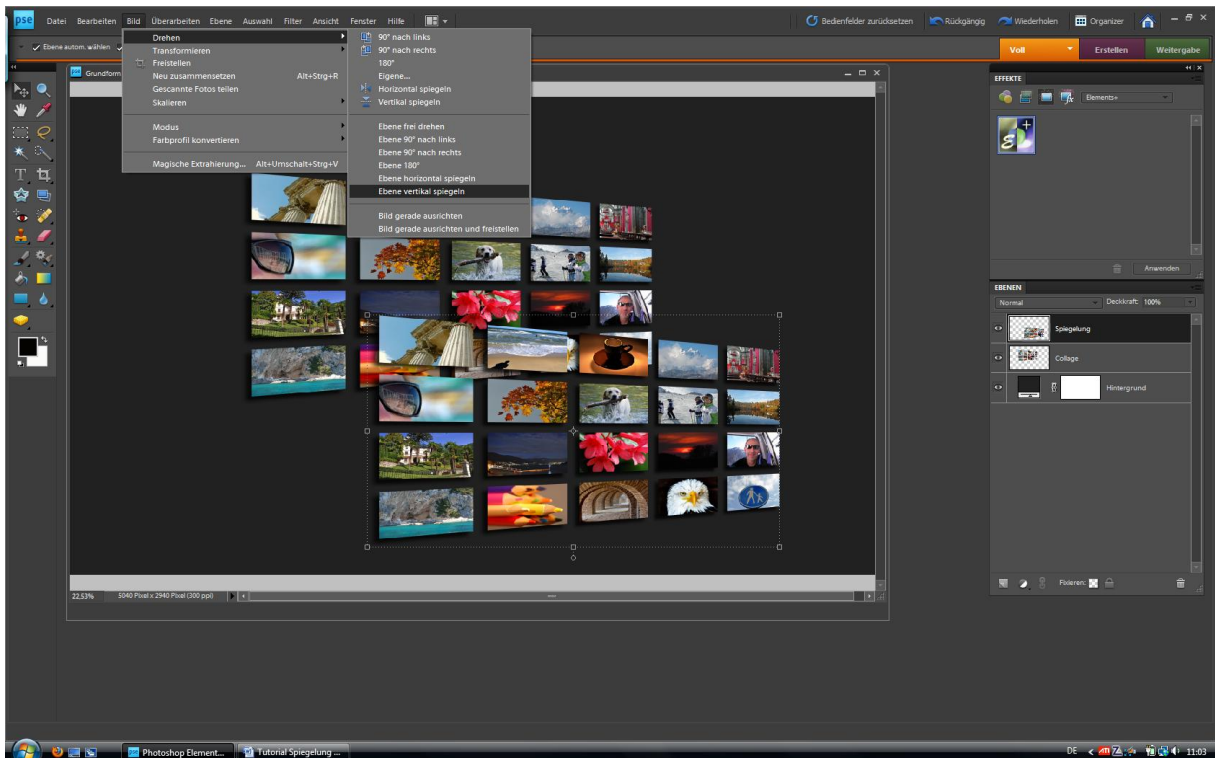 pse Datei Bearbeiten Bild Überarbeiten Ebene Auswahl Filter Ansicht Fenster Hilfe Bedienfelder zurücksetzen Rückgängig Wiederholen Organizer
Ebene autom. wählen
Voll Erstellen Weitergabe
Drehen
Transformieren
Freistellen
Neu zusammensetzen Alt+Strg+R
Gescannte Fotos teilen
Skalieren
Modus
Farbprofil konvertieren
Magische Extrahierung... Alt+Umschalt+Strg+V
90° nach links
90° nach rechts
180°
Eigene...
Horizontal spiegeln
Vertikal spiegeln
Ebene frei drehen
Ebene 90° nach links
Ebene 90° nach rechts
Ebene 180°
Ebene horizontal spiegeln
Ebene vertikal spiegeln
Bild gerade ausrichten
Bild gerade ausrichten und freistellen
Grundform
EFFEKTE
Elements+
Anwenden
EBENEN
Normal Deckkraft: 100%
Spiegelung
Collage
Hintergrund
Fixieren:
22,53% 5040 Pixel x 2940 Pixel (300 ppi)
Photoshop Element... Tutorial Spiegelung ... DE 11:03